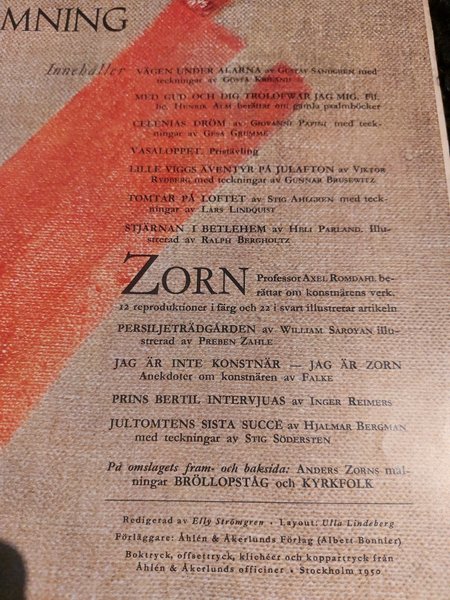 MNING
Innehåller VÄGEN UNDER ALARNA av Gustav Sandgren med
teckningar av Gösta Kriland
MED GUD OCH DIG TROLOFWAR JAG MIG. Fil.
lic. Henrik Alm berättar om gamla psalmböcker
CELENIAS DRÖM av Giovanni Papini med teck-
ningar av Gesa Grumme
VASALOPPET. Pristävling
LILLE VIGGS ÄVENTYR PÅ JULAFTON av Viktor
Rydberg med teckningar av Gunnar Brusewitz
TOMTAR PÅ LOFTET av Stig Ahlgren med teck-
ningar av Lars Lindquist
STJÄRNAN I BETLEHEM av Heli Parland. Illu-
strerad av Ralph Bergholtz
ZORN Professor Axel Romdahl be-
rättar om konstnärens verk.
12 reproduktioner i färg och 22 i svart illustrerar artikeln
PERSILJETRÄDGÅRDEN av William Saroyan illu-
strerad av Preben Zahle
JAG ÄR INTE KONSTNÄR — JAG ÄR ZORN
Anekdoter om konstnären av Falke
PRINS BERTIL INTERVJUAS av Inger Reimers
JULTOMTENS SISTA SUCCÉ av Hjalmar Bergman
med teckningar av Stig Södersten
På omslagets fram- och baksida: Anders Zorns mål-
ningar BRÖLLOPSTÅG och KYRKFOLK
Redigerad av Elly Strömgren • Layout: Ulla Lindeberg
Förläggare: Åhlén & Åkerlunds Förlag (Albert Bonnier)
Boktryck, offsettryck, klichéer och koppartryck från
Åhlén & Åkerlunds officiner • Stockholm 1950